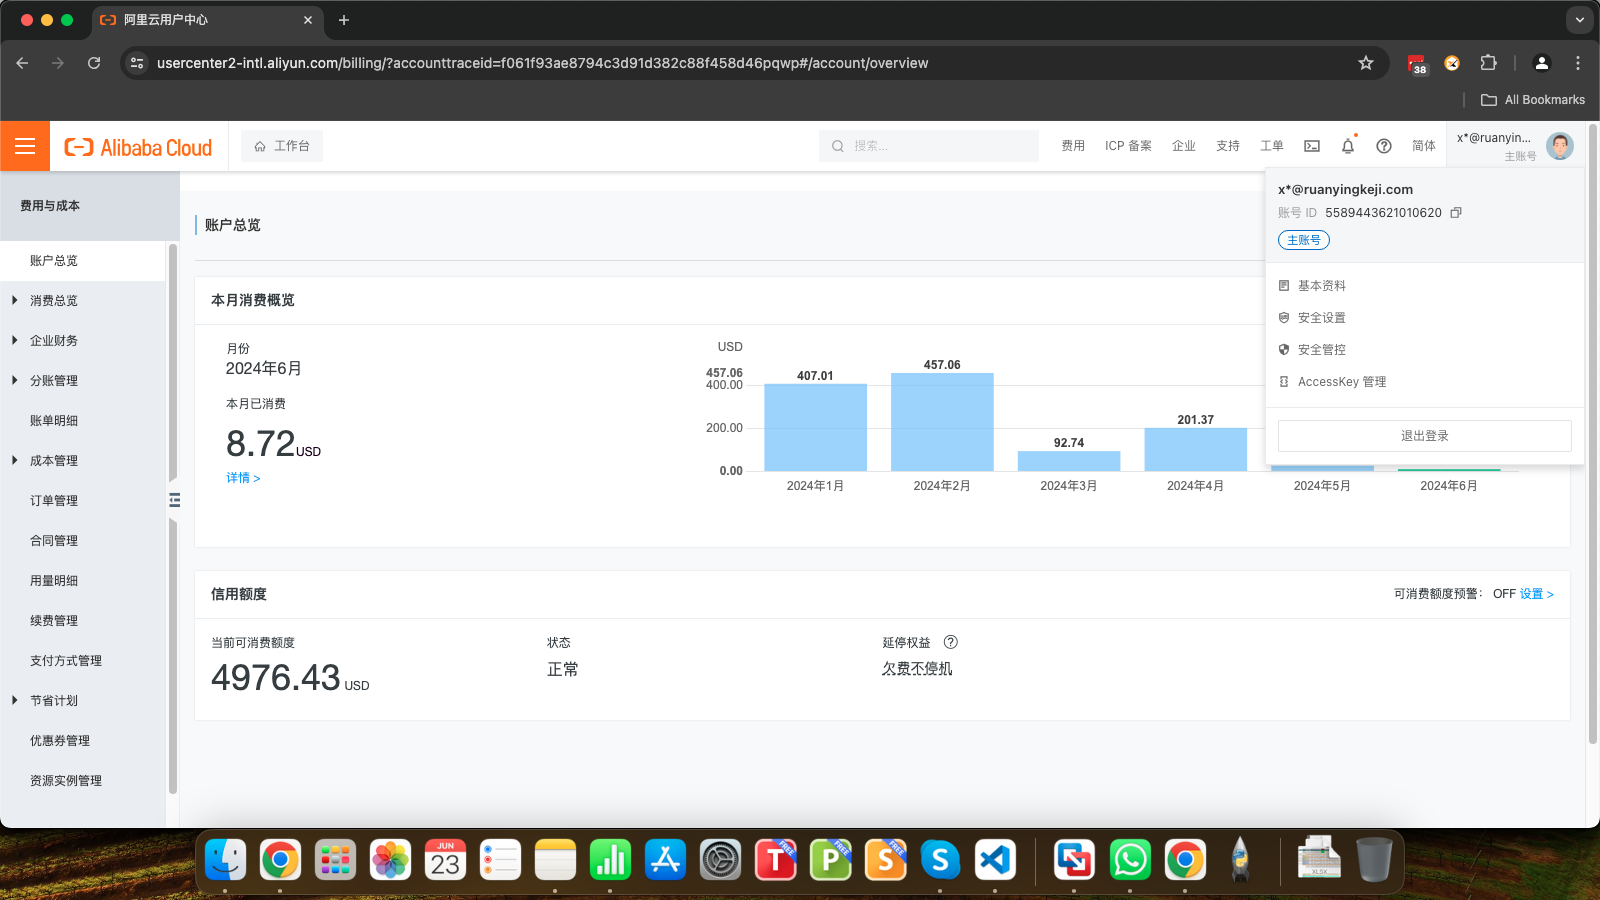 阿里云用户中心
usercenter2-intl.aliyun.com/billing/?accounttraceid=f061f93ae8794c3d91d382c88f458d46pqwp#/account/overview
38
All Bookmarks
Alibaba Cloud
工作台
搜索...
费用
ICP 备案
企业
支持
工单
简体
x*@ruanyin...
主账号
费用与成本
账户总览
消费总览
企业财务
分账管理
账单明细
成本管理
订单管理
合同管理
用量明细
续费管理
支付方式管理
节省计划
优惠券管理
资源实例管理
账户总览
x*@ruanyingkeji.com
账号 ID 5589443621010620
主账号
基本资料
安全设置
安全管控
AccessKey 管理
退出登录
本月消费概览
月份
2024年6月
本月已消费
8.72 USD
详情 >
USD
457.06
400.00
200.00
0.00
407.01
457.06
92.74
201.37
2024年1月
2024年2月
2024年3月
2024年4月
2024年5月
2024年6月
信用额度
可消费额度预警: OFF 设置 >
当前可消费额度
4976.43 USD
状态
正常
延停权益
欠费不停机
JUN
23
T FREE
P FREE
S FREE
S
XLSX